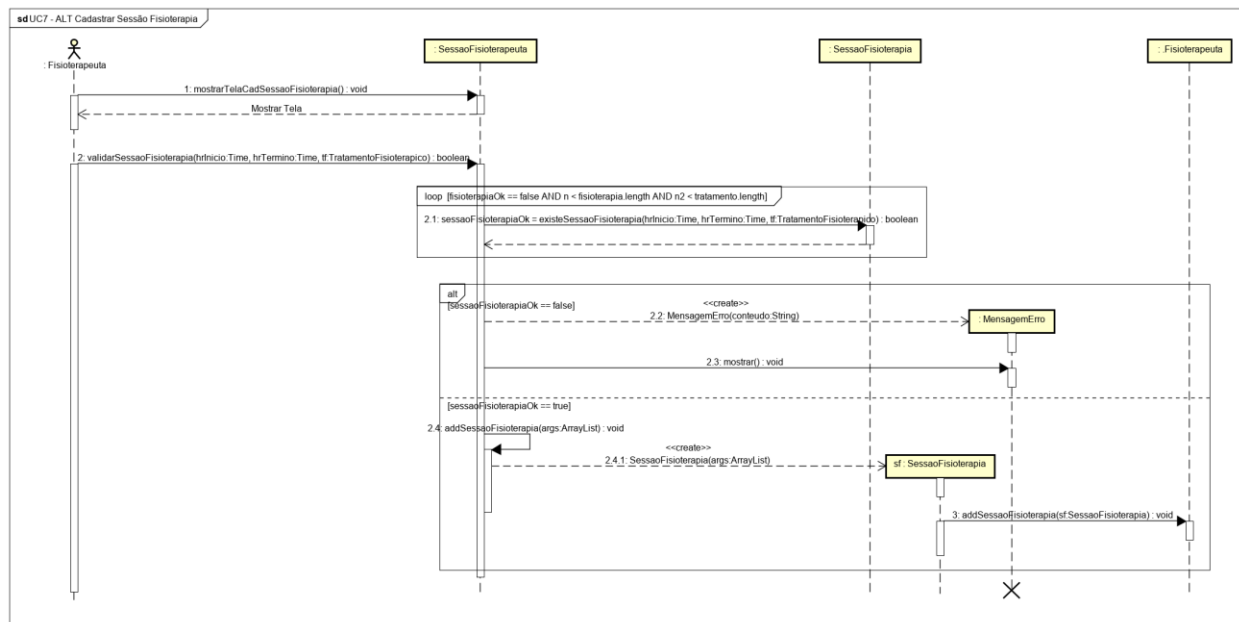 sd UC7 - ALT Cadastrar Sessão Fisioterapia
: Fisioterapeuta
: SessaoFisioterapeuta
: SessaoFisioterapia
: .Fisioterapeuta
1: mostrarTelaCadSessaoFisioterapia() : void
Mostrar Tela
2: validarSessaoFisioterapia(hrInicio:Time, hrTermino:Time, tf:TratamentoFisioterapico) : boolean
loop [fisioterapiaOk == false AND n < fisioterapia.length AND n2 < tratamento.length]
2.1: sessaoFisioterapiaOk = existeSessaoFisioterapia(hrInicio:Time, hrTermino:Time, tf:TratamentoFisioterapico) : boolean
alt
[sessaoFisioterapiaOk == false]
<<create>>
2.2: MensagemErro(conteudo:String)
: MensagemErro
2.3: mostrar() : void
[sessaoFisioterapiaOk == true]
2.4: addSessaoFisioterapia(args:ArrayList) : void
<<create>>
2.4.1: SessaoFisioterapia(args:ArrayList)
sf : SessaoFisioterapia
3: addSessaoFisioterapia(sf:SessaoFisioterapia) : void